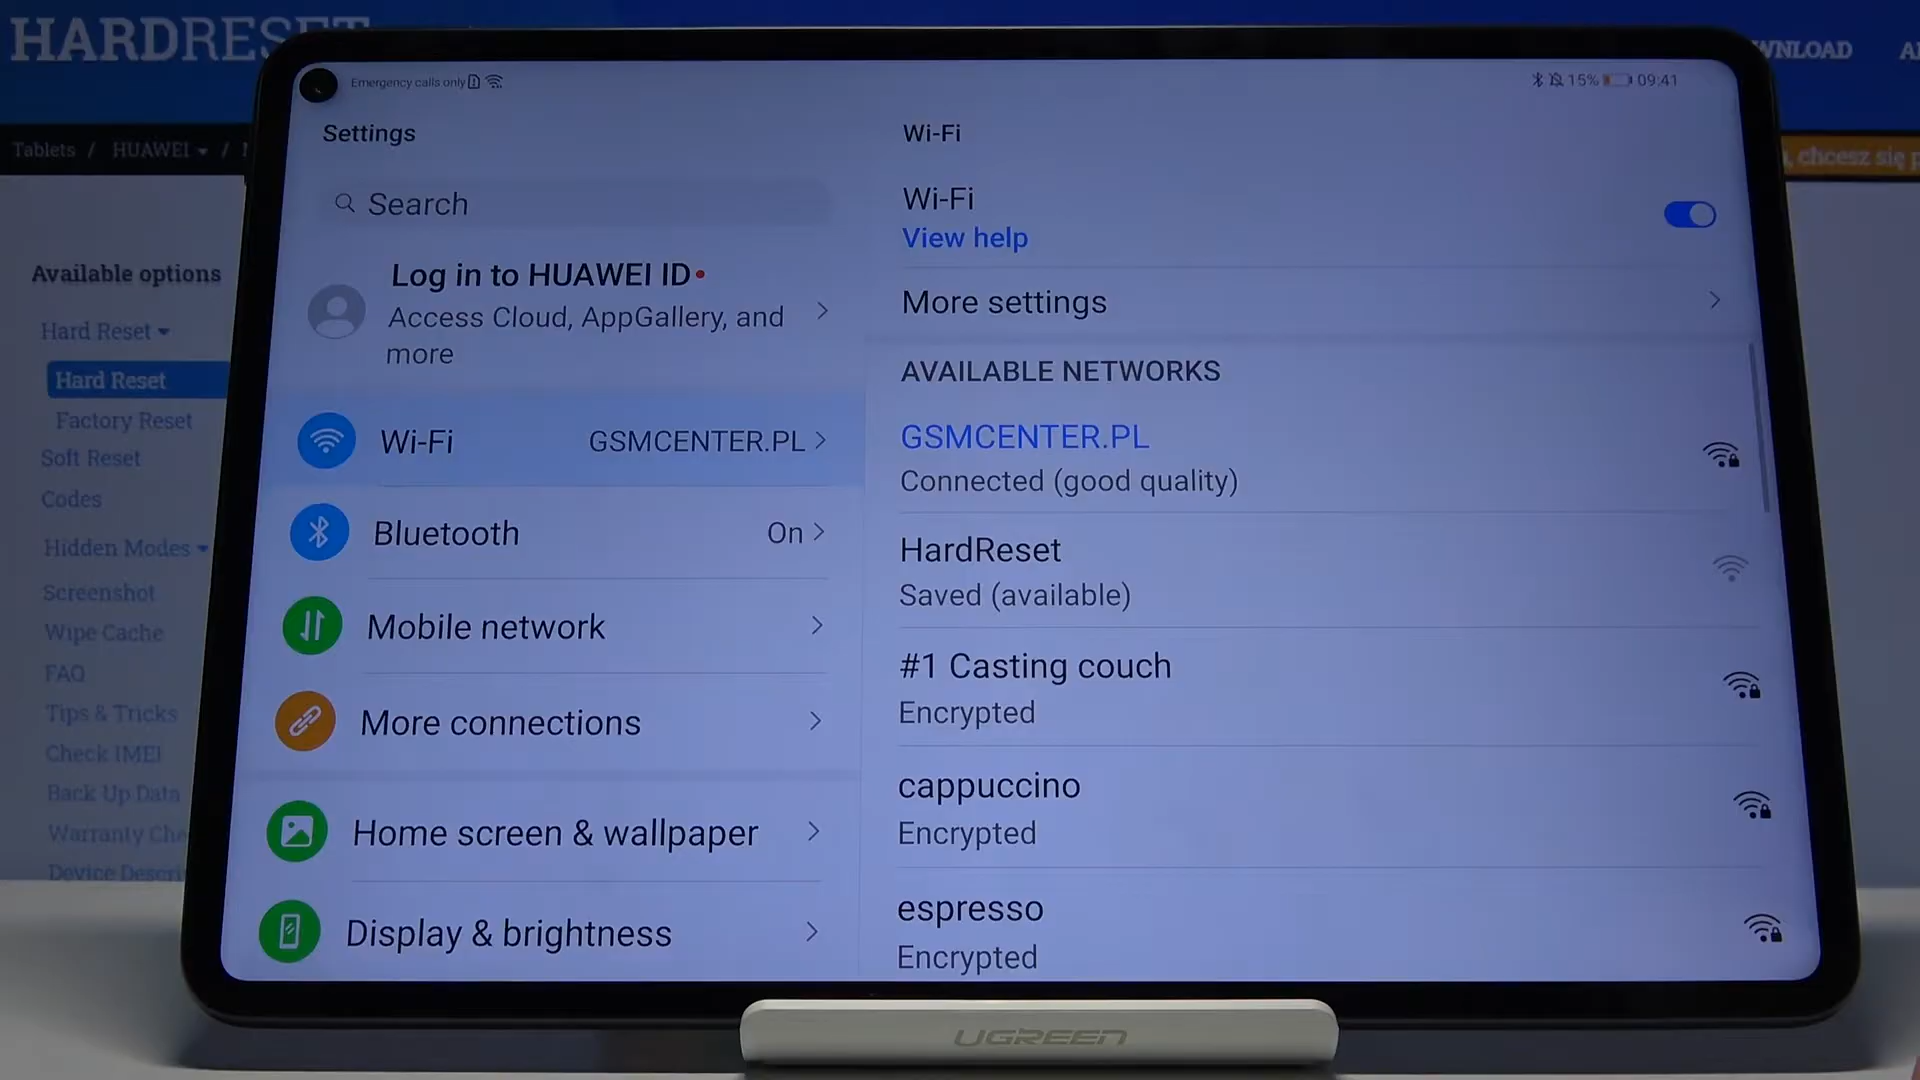 HARDRESET
WNLOAD
Tablets / HUAWEI /
chcesz się
Available options
Hard Reset
Hard Reset
Factory Reset
Soft Reset
Codes
Hidden Modes
Screenshot
Wipe Cache
FAQ
Tips & Tricks
Check IMEI
Back Up Data
Warranty Che
Device Descri
Emergency calls only
15% 09:41
Settings
Search
Log in to HUAWEI ID
Access Cloud, AppGallery, and
more
Wi-Fi GSMCENTER.PL
Bluetooth On
Mobile network
More connections
Home screen & wallpaper
Display & brightness
Wi-Fi
Wi-Fi
View help
More settings
AVAILABLE NETWORKS
GSMCENTER.PL
Connected (good quality)
HardReset
Saved (available)
#1 Casting couch
Encrypted
cappuccino
Encrypted
espresso
Encrypted
UGREEN